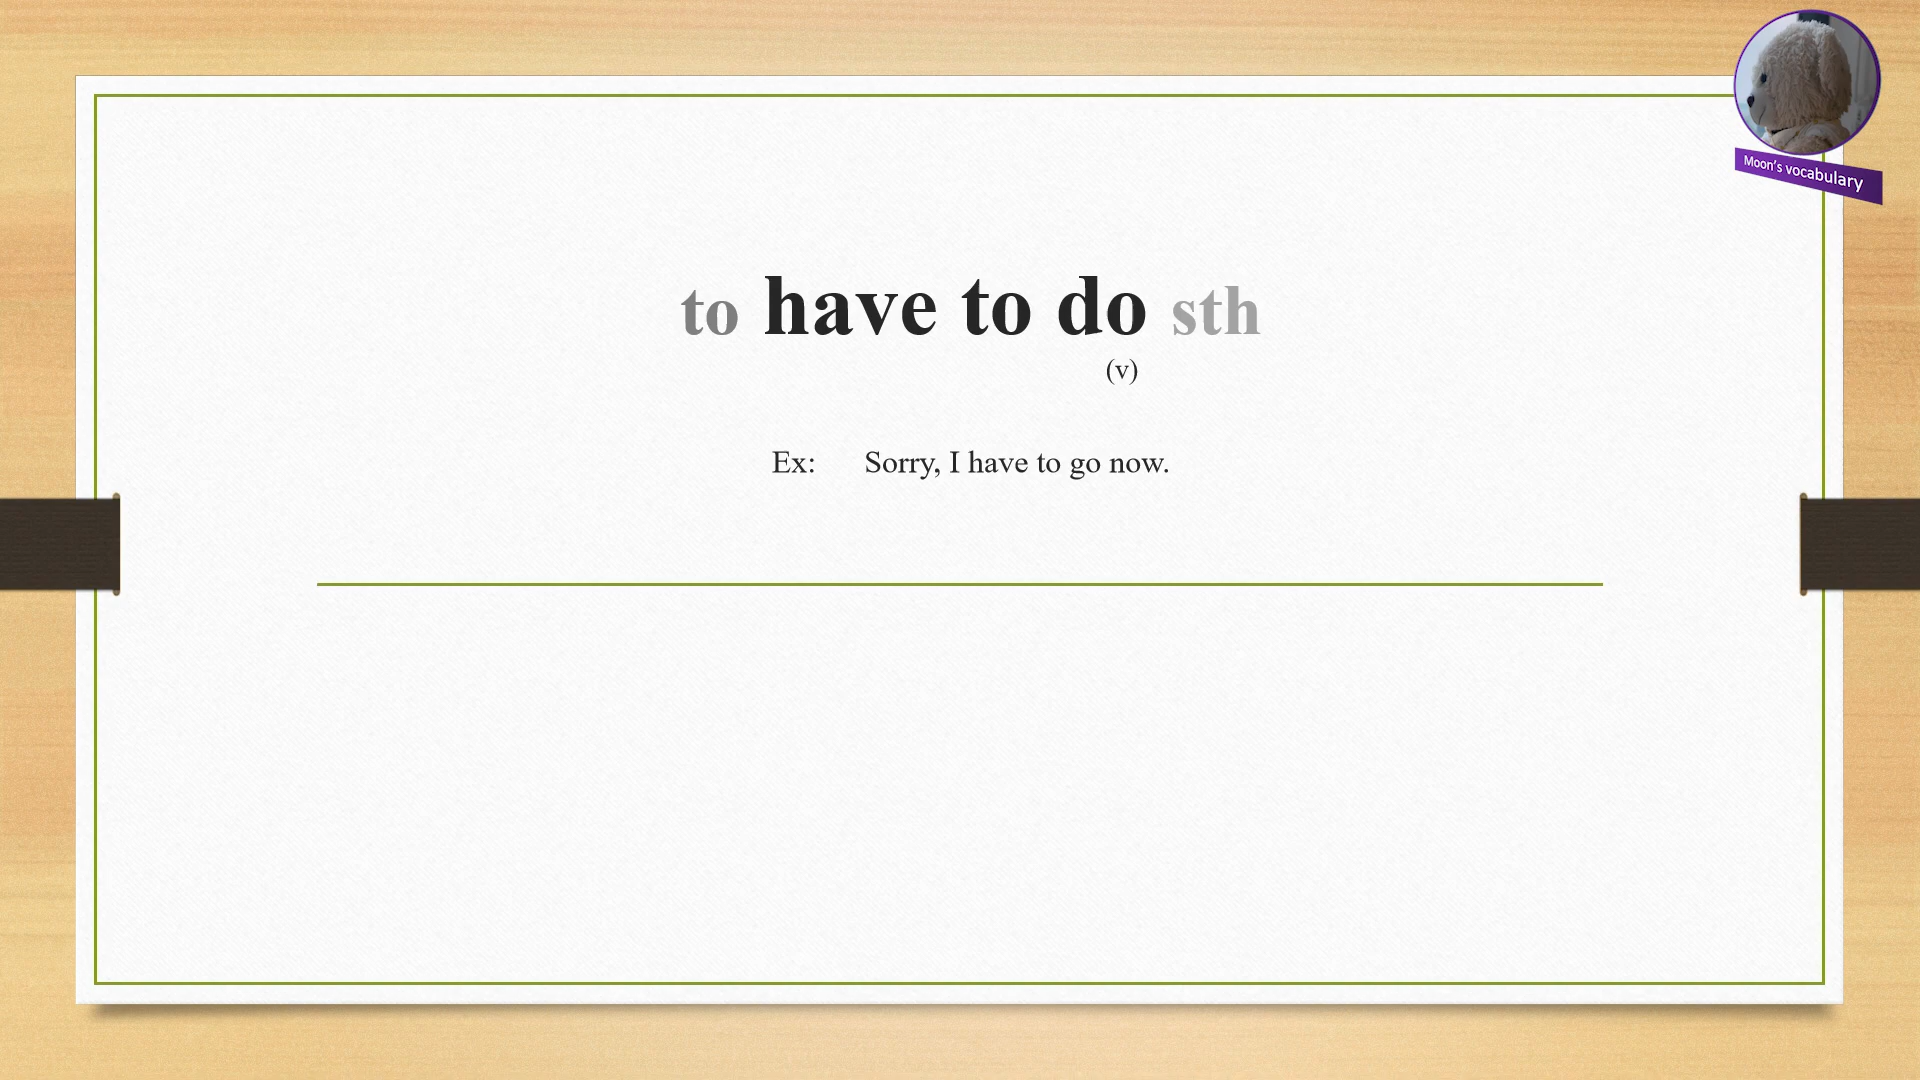 Moon's vocabulary
to have to do sth
(v)
Ex: Sorry, I have to go now.